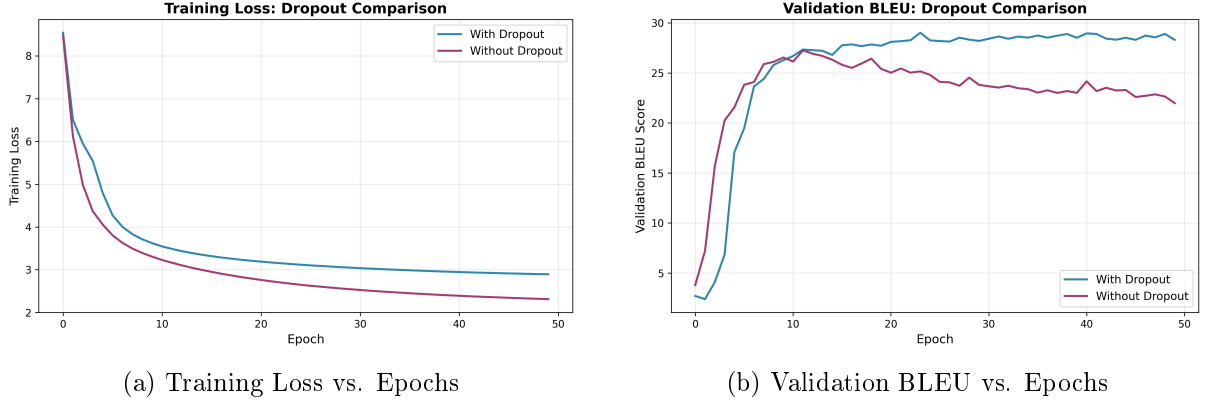 Training Loss: Dropout Comparison
With Dropout
Without Dropout
Training Loss
8
7
6
5
4
3
2
0
10
20
30
40
50
Epoch
(a) Training Loss vs. Epochs
Validation BLEU: Dropout Comparison
Validation BLEU Score
30
25
20
15
10
5
With Dropout
Without Dropout
0
10
20
30
40
50
Epoch
(b) Validation BLEU vs. Epochs